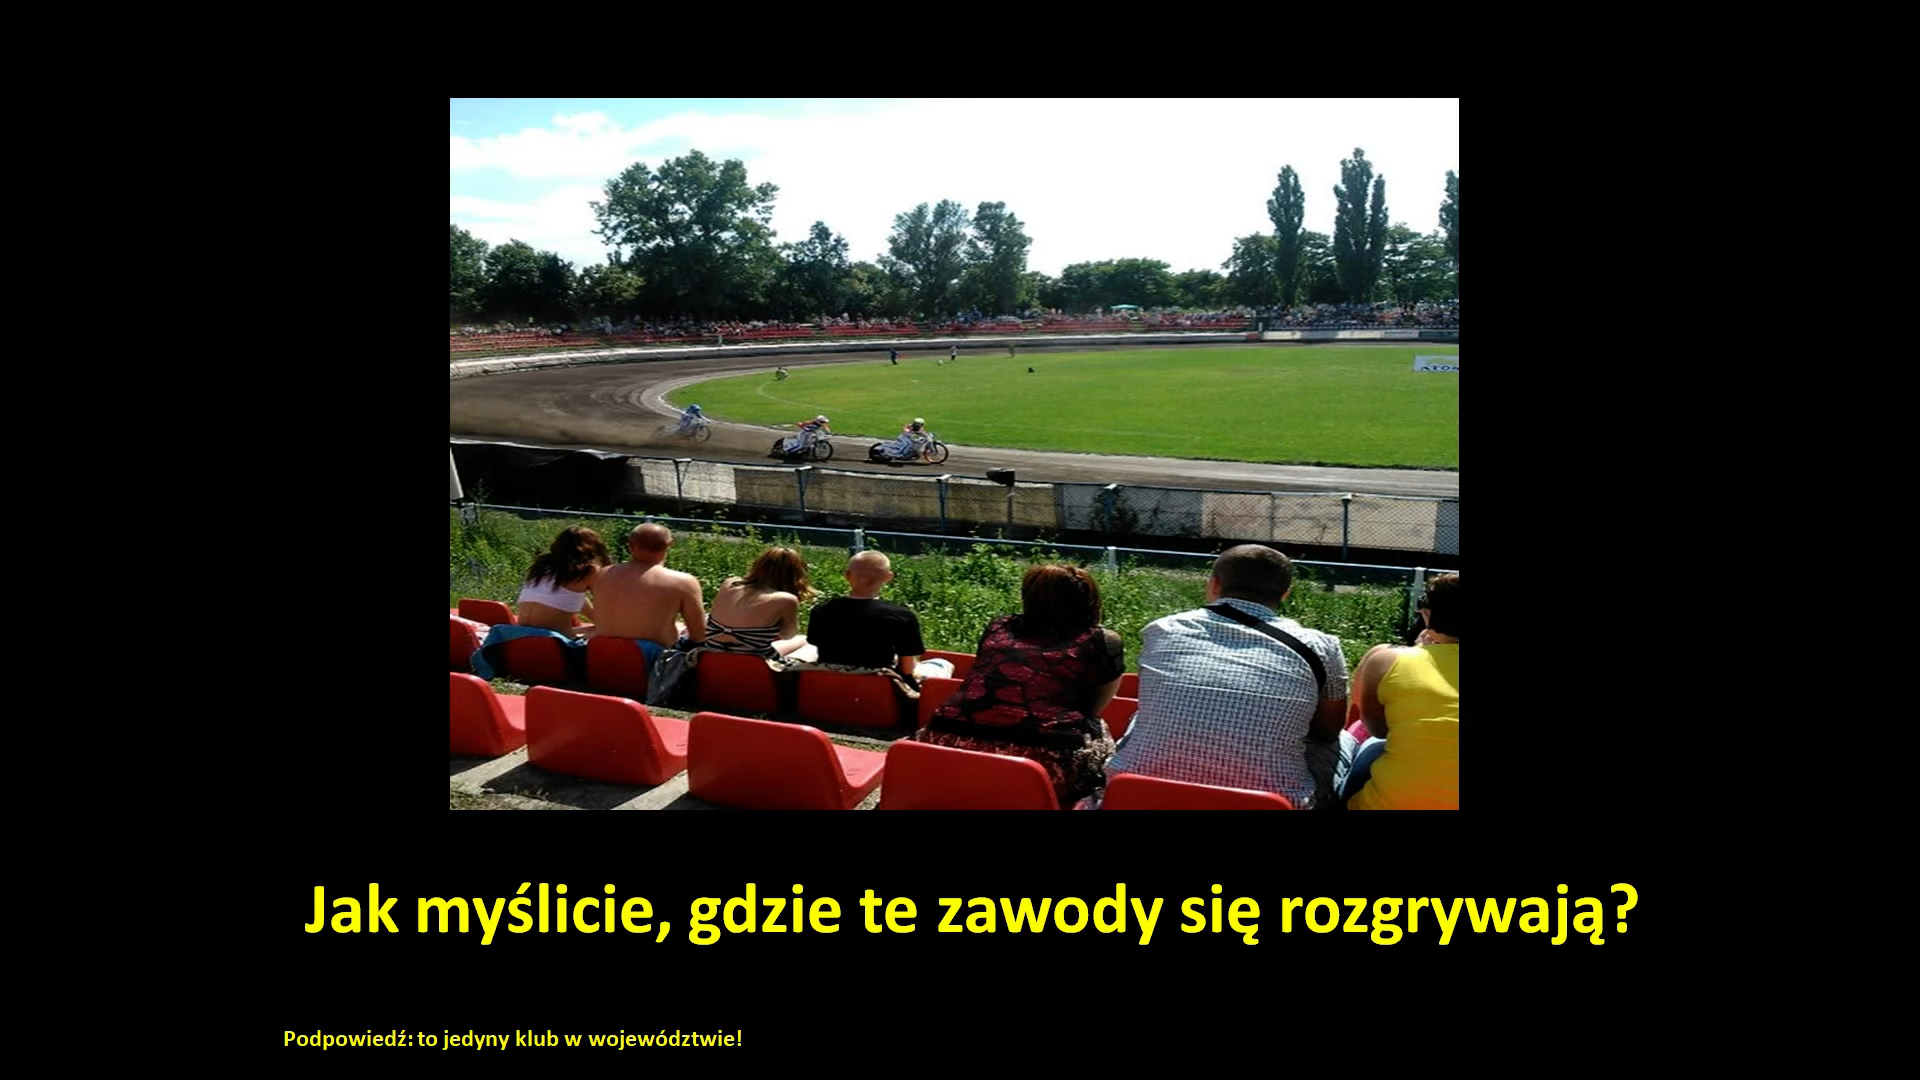 Jak myślicie, gdzie te zawody się rozgrywają?
Podpowiedź: to jedyny klub w województwie!